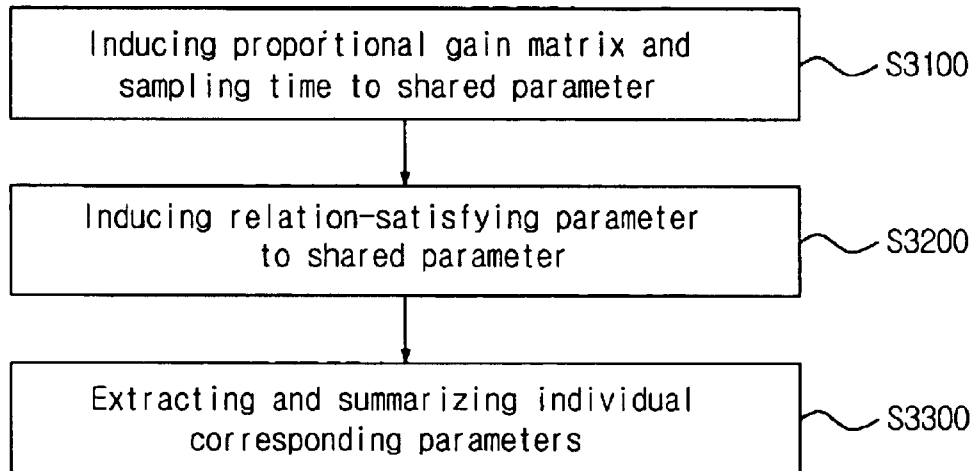 Inducing proportional gain matrix and
sampling time to shared parameter
S3100
Inducing relation-satisfying parameter
to shared parameter
S3200
Extracting and summarizing individual
corresponding parameters
S3300